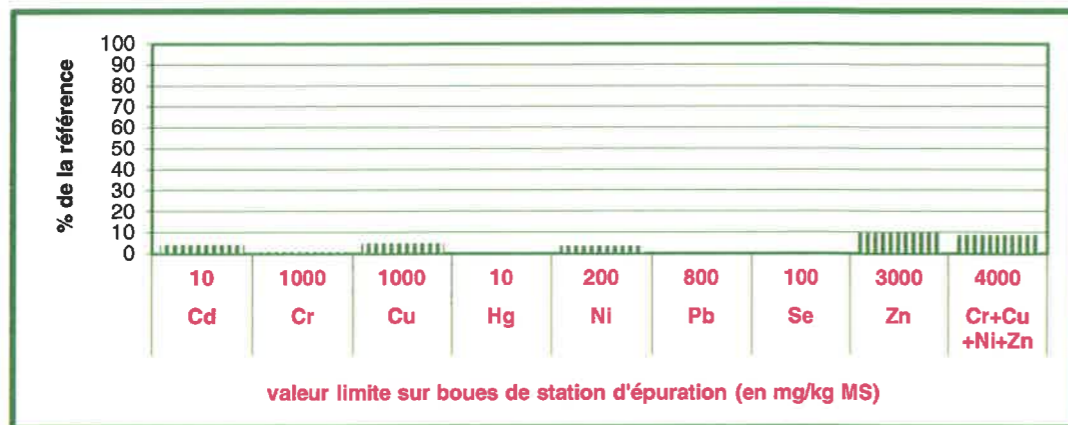 % de la référence
100
90
80
70
60
50
40
30
20
10
0
10 1000 1000 10 200 800 100 3000 4000
Cd Cr Cu Hg Ni Pb Se Zn Cr+Cu
+Ni+Zn
valeur limite sur boues de station d'épuration (en mg/kg MS)